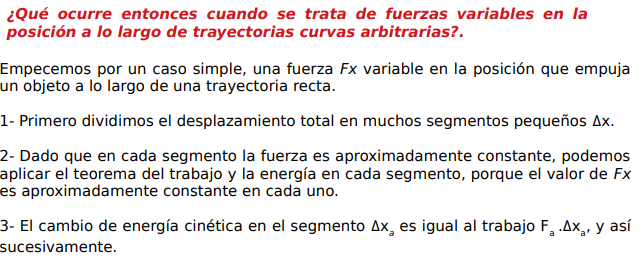 ¿Qué ocurre entonces cuando se trata de fuerzas variables en la
posición a lo largo de trayectorias curvas arbitrarias?.
Empecemos por un caso simple, una fuerza Fx variable en la posición que empuja
un objeto a lo largo de una trayectoria recta.
1- Primero dividimos el desplazamiento total en muchos segmentos pequeños Δx.
2- Dado que en cada segmento la fuerza es aproximadamente constante, podemos
aplicar el teorema del trabajo y la energía en cada segmento, porque el valor de Fx
es aproximadamente constante en cada uno.
3- El cambio de energía cinética en el segmento Δxₐ es igual al trabajo Fₐ.Δxₐ, y así
sucesivamente.